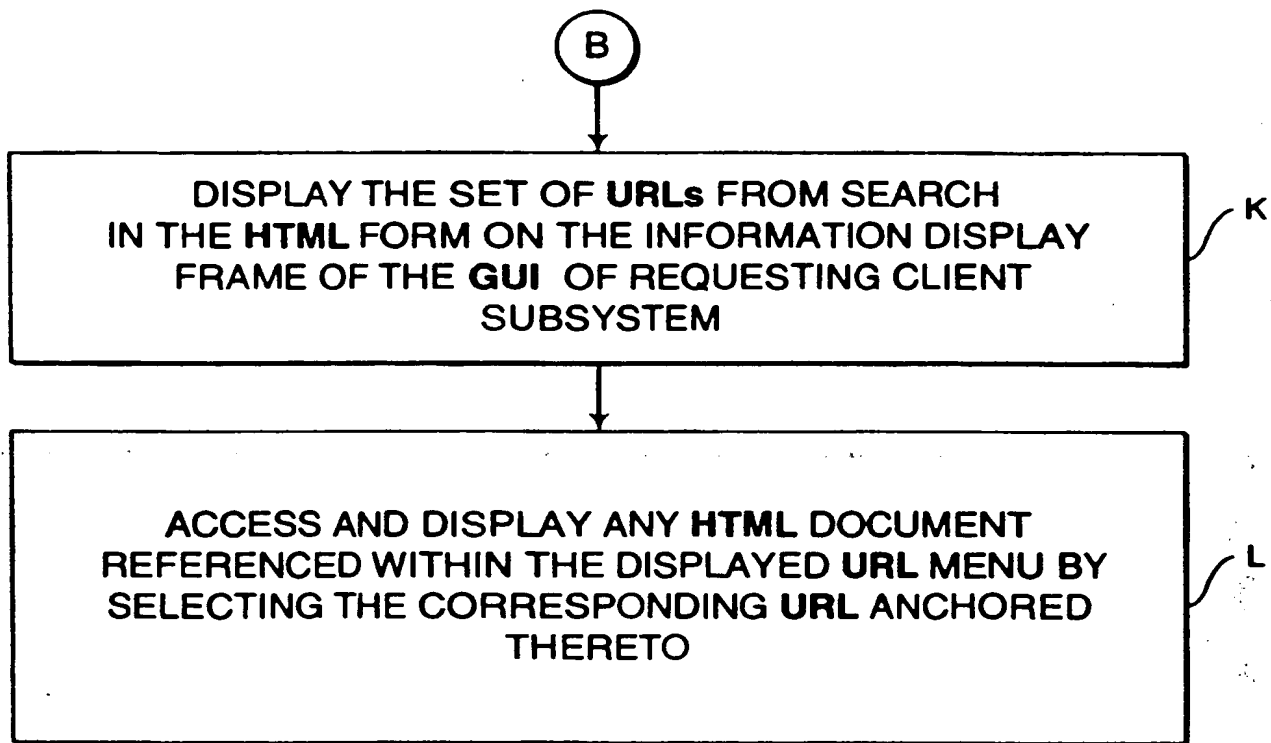 B
DISPLAY THE SET OF URLs FROM SEARCH
IN THE HTML FORM ON THE INFORMATION DISPLAY
FRAME OF THE GUI OF REQUESTING CLIENT
SUBSYSTEM
K
ACCESS AND DISPLAY ANY HTML DOCUMENT
REFERENCED WITHIN THE DISPLAYED URL MENU BY
SELECTING THE CORRESPONDING URL ANCHORED
THERETO
L